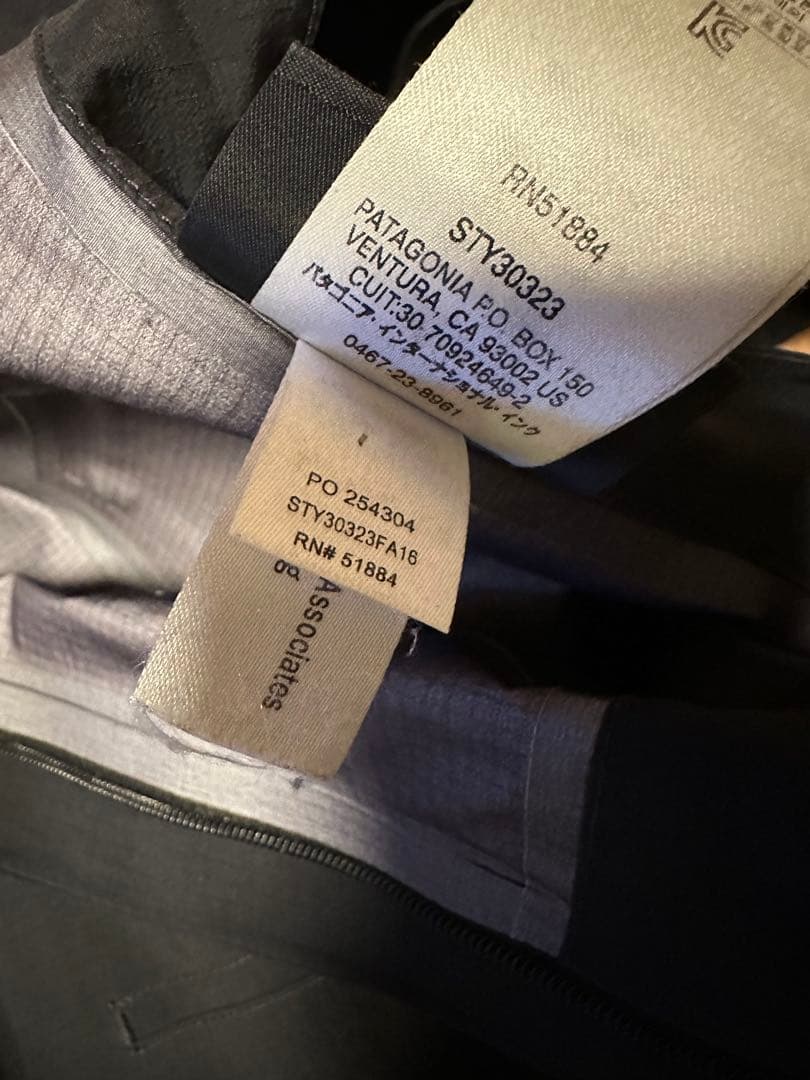 RN51884
STY30323
PATAGONIA P.O. BOX 150
VENTURA, CA 93002 US
CUIT:30-70924649-2
パタゴニア・インターナショナル・インク
0467-23-8961
PO 254304
STY30323FA16
RN# 51884
Associates